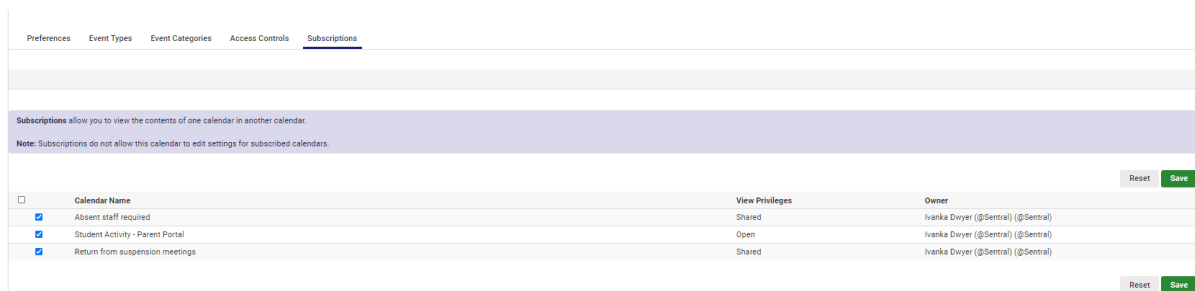 Preferences Event Types Event Categories Access Controls Subscriptions
Subscriptions allow you to view the contents of one calendar in another calendar.
Note: Subscriptions do not allow this calendar to edit settings for subscribed calendars.
Reset Save
Calendar Name View Privileges Owner
Absent staff required Shared Ivanka Dwyer (@Sentral) (@Sentral)
Student Activity - Parent Portal Open Ivanka Dwyer (@Sentral) (@Sentral)
Return from suspension meetings Shared Ivanka Dwyer (@Sentral) (@Sentral)
Reset Save